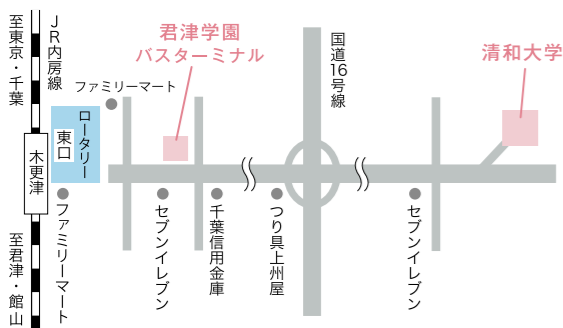 至東京・千葉
JR内房線
君津学園
バスターミナル
国道16号線
清和大学
ファミリーマート
ロータリー
東口
木更津
ファミリーマート
セブンイレブン
千葉信用金庫
つり具上州屋
セブンイレブン
至君津・館山